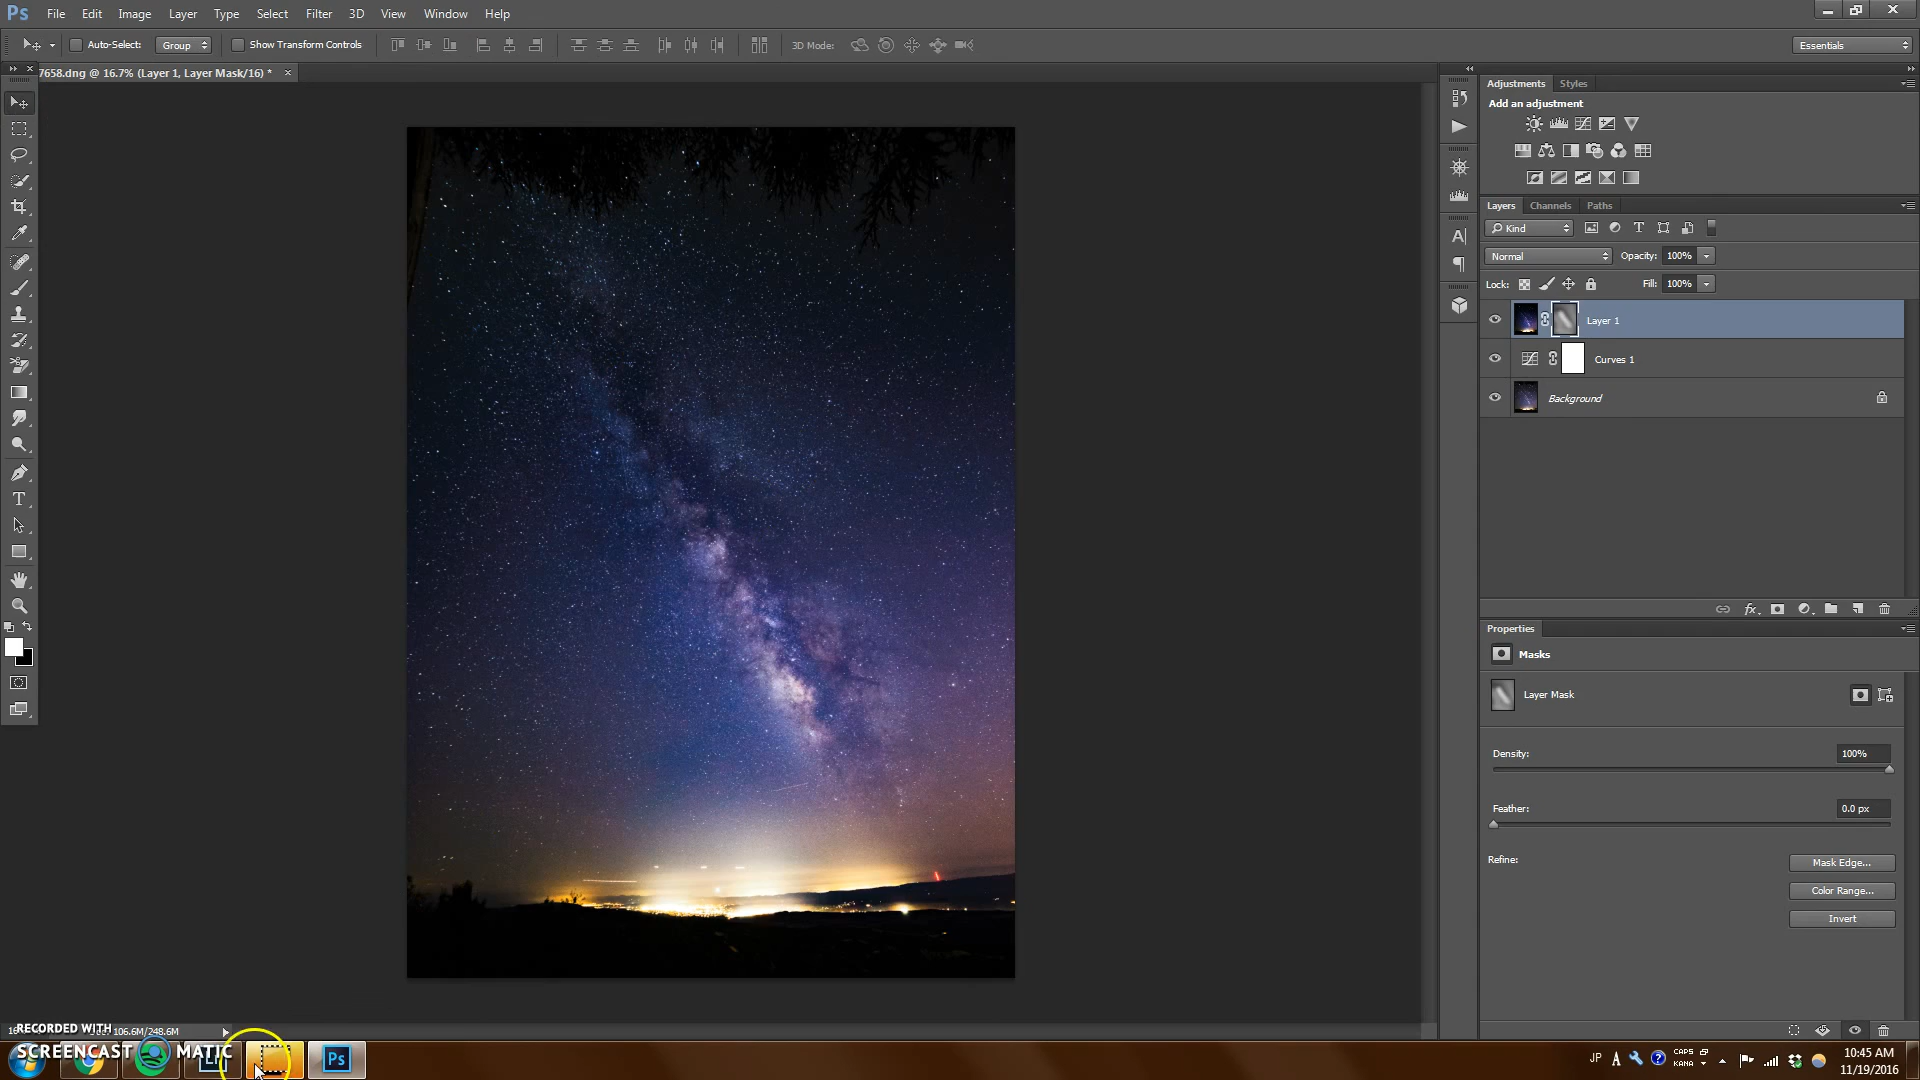 Ps File Edit Image Layer Type Select Filter 3D View Window Help
Auto-Select: Group Show Transform Controls 3D Mode: Essentials
7658.dng @ 16.7% (Layer 1, Layer Mask/16) *
Adjustments Styles
Add an adjustment
Layers Channels Paths
Kind
Normal Opacity: 100%
Lock: Fill: 100%
Layer 1
Curves 1
Background
Properties
Masks
Layer Mask
Density: 100%
Feather: 0.0 px
Refine: Mask Edge...
Color Range...
Invert
RECORDED WITH
106.6M/248.6M
SCREENCAST MATIC
Ps
JP A CAPS
KANA
10:45 AM
11/19/2016